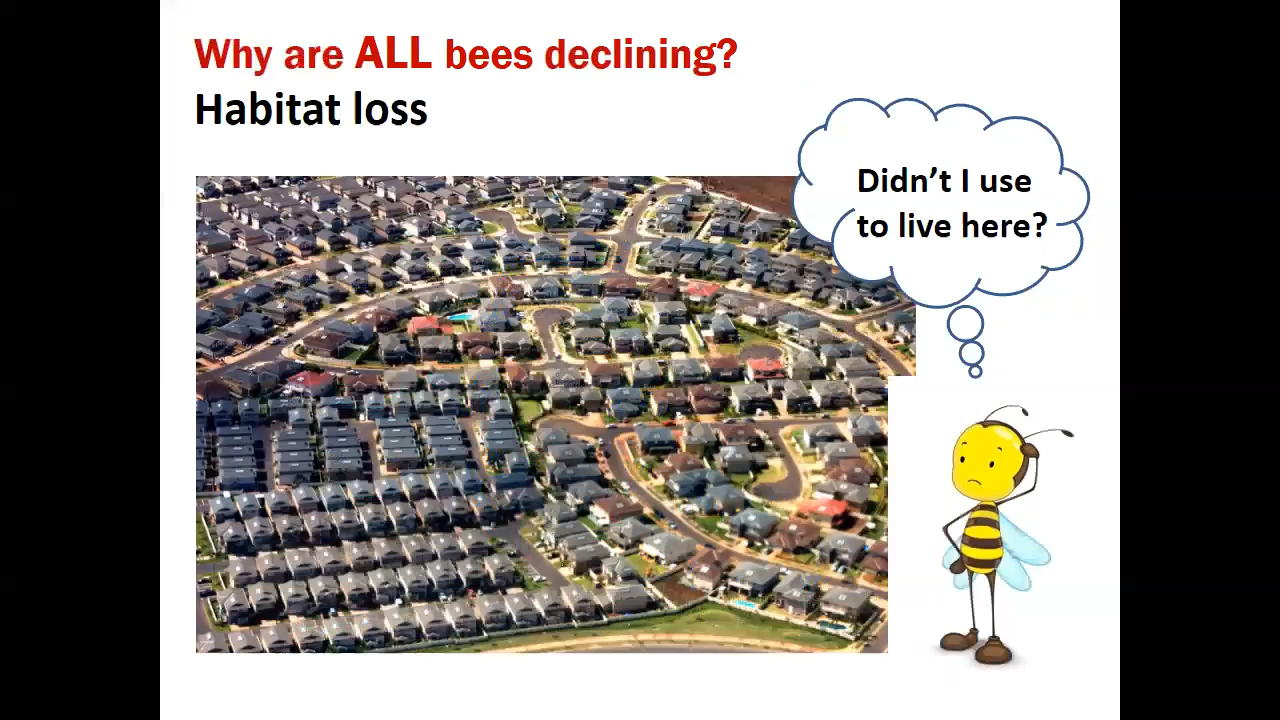 Why are ALL bees declining?
Habitat loss
Didn't I use
to live here?